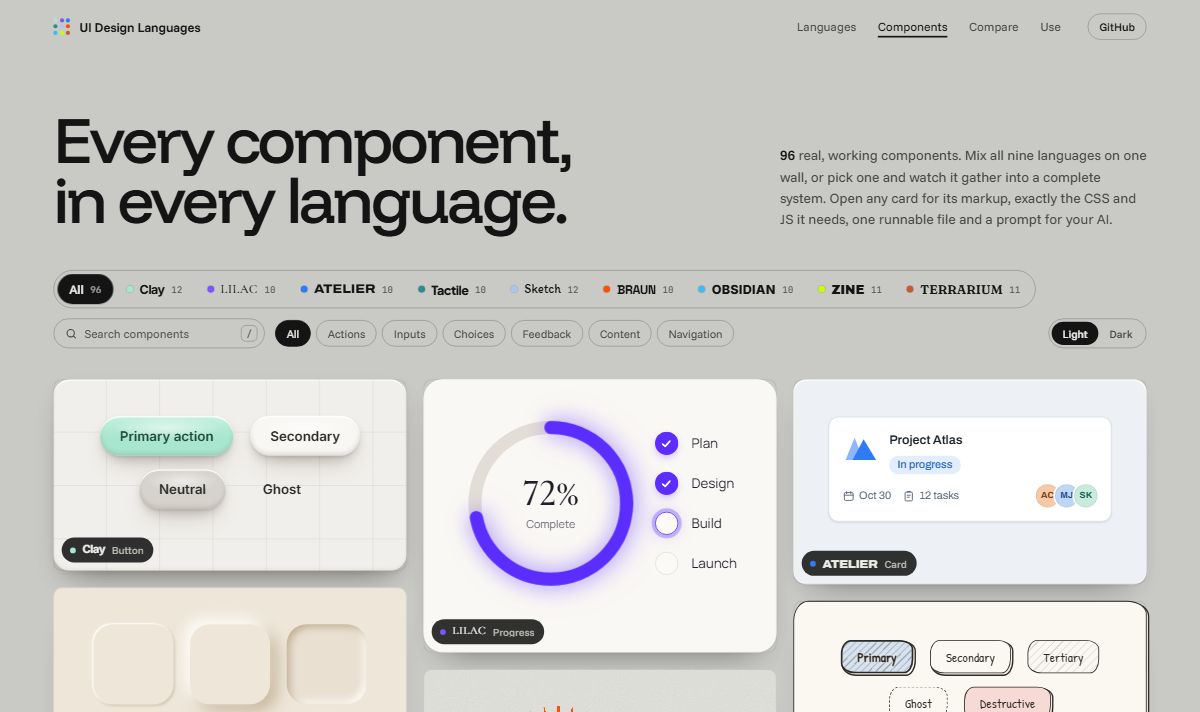 UI Design Languages
Languages Components Compare Use GitHub
Every component,
in every language.
96 real, working components. Mix all nine languages on one
wall, or pick one and watch it gather into a complete
system. Open any card for its markup, exactly the CSS and
JS it needs, one runnable file and a prompt for your AI.
All 96 Clay 12 LILAC 10 ATELIER 10 Tactile 10 Sketch 12 BRAUN 10 OBSIDIAN 10 ZINE 11 TERRARIUM 11
Search components / All Actions Inputs Choices Feedback Content Navigation Light Dark
Primary action Secondary
Neutral Ghost
Clay Button
72%
Complete
Plan
Design
Build
Launch
LILAC Progress
Project Atlas
In progress
Oct 30 12 tasks AC MJ SK
ATELIER Card
Primary Secondary Tertiary
Ghost Destructive